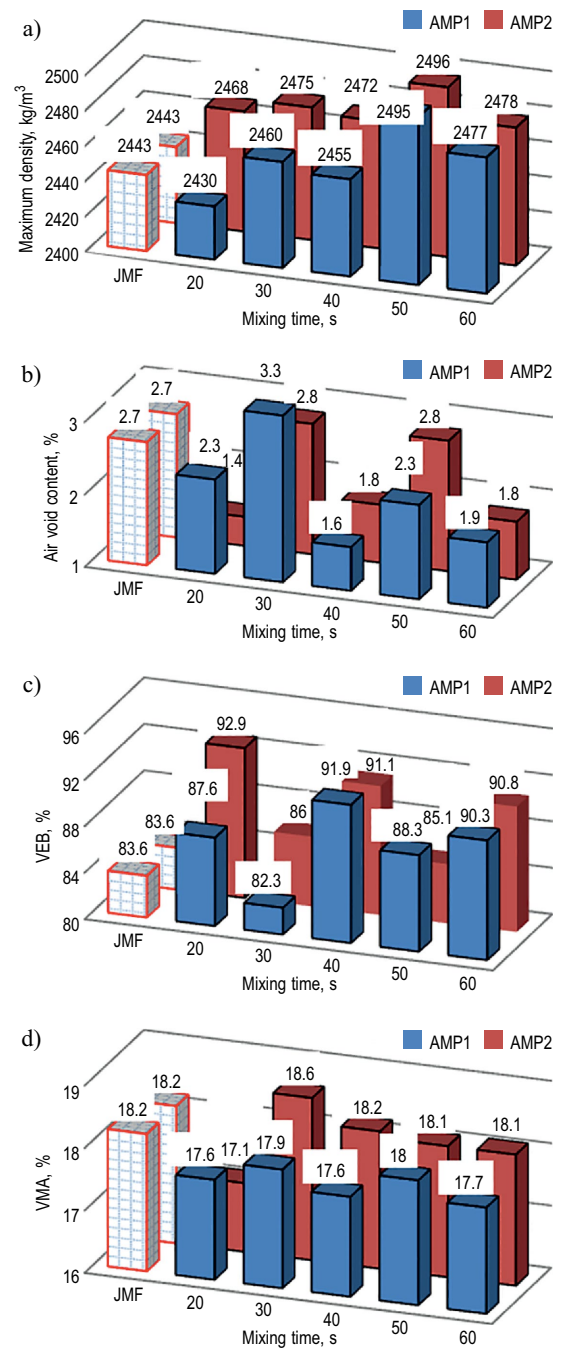 a)
AMP1 AMP2
Maximum density, kg/m³
2500
2480
2460
2440
2420
2400
2443 2443
2430 2468
2460 2475
2455 2472
2495 2496
2477 2478
JMF 20 30 40 50 60
Mixing time, s
b)
AMP1 AMP2
Air void content, %
3
2
1
2.7 2.7
2.3 1.4
3.3 2.8
1.6 1.8
2.3 2.8
1.9 1.8
JMF 20 30 40 50 60
Mixing time, s
c)
AMP1 AMP2
VEB, %
96
92
88
84
80
83.6 83.6
87.6 92.9
82.3 86
91.9 91.1
88.3 85.1
90.3 90.8
JMF 20 30 40 50 60
Mixing time, s
d)
AMP1 AMP2
VMA, %
19
18
17
16
18.2 18.2
17.6 17.1
17.9 18.6
17.6 18.2
18 18.1
17.7 18.1
JMF 20 30 40 50 60
Mixing time, s